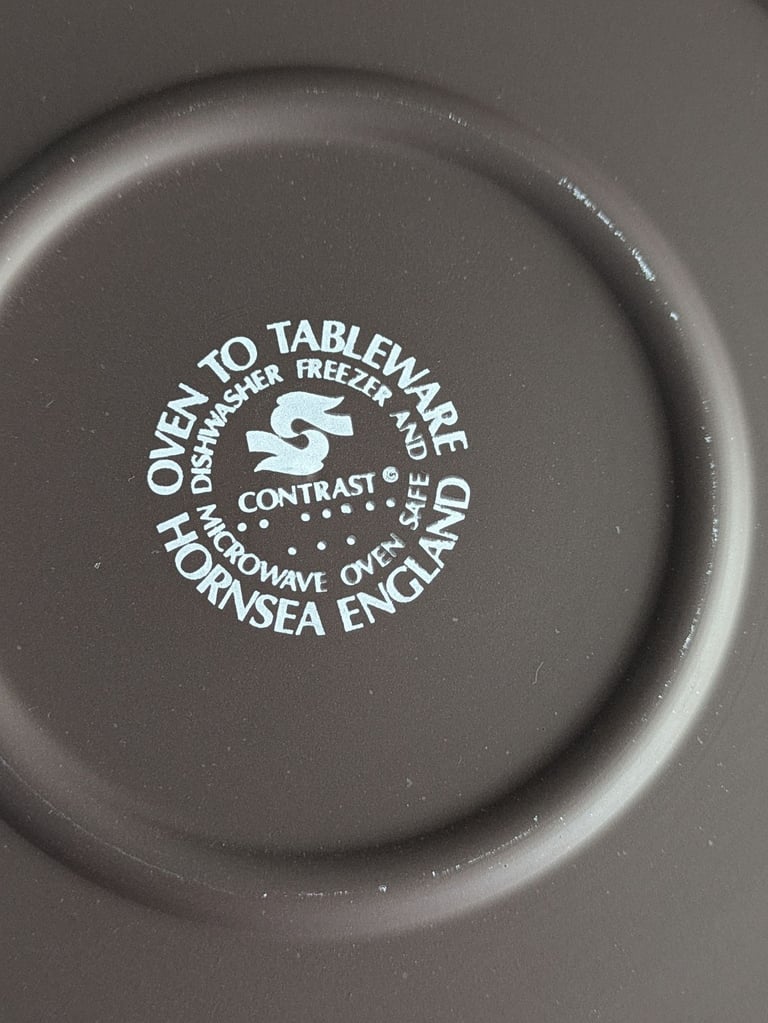 OVEN TO TABLEWARE
DISHWASHER FREEZER AND
CONTRAST ©
MICROWAVE OVEN SAFE
HORNSEA ENGLAND